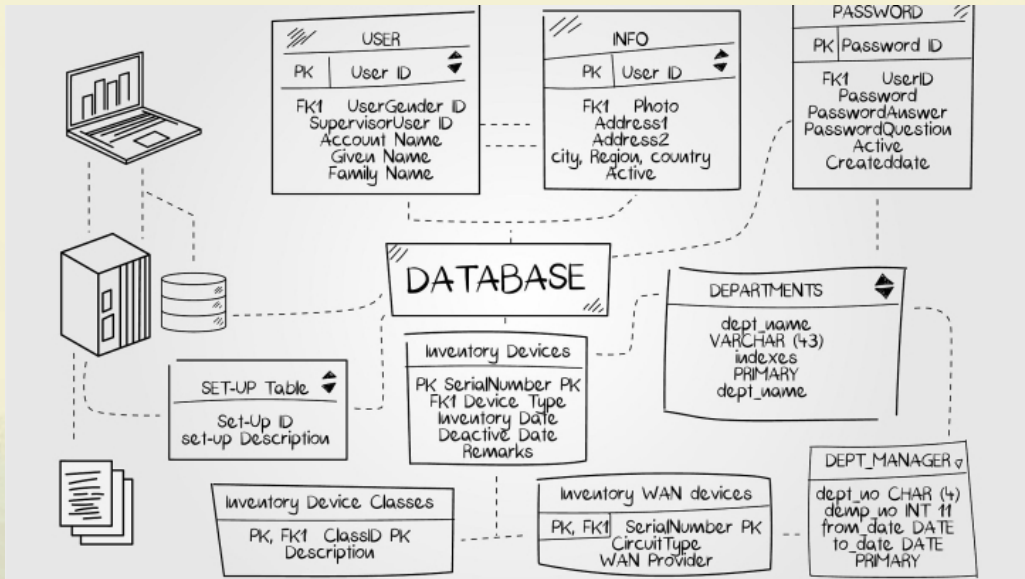 USER
PK User ID
FK1 UserGender ID
SupervisorUser ID
Account Name
Given Name
Family Name
INFO
PK User ID
FK1 Photo
Address1
Address2
city, Region, country
Active
PASSWORD
PK Password ID
FK1 UserID
Password
PasswordAnswer
PasswordQuestion
Active
Createddate
DATABASE
DEPARTMENTS
dept_name
VARCHAR (43)
indexes
PRIMARY
dept_name
Inventory Devices
PK SerialNumber PK
FK1 Device Type
Inventory Date
Deactive Date
Remarks
SET-UP Table
Set-Up ID
set-up Description
DEPT_MANAGER
dept_no CHAR (4)
demp_no INT 11
from_date DATE
to_date DATE
PRIMARY
Inventory Device Classes
PK, FK1 ClassID PK
Description
Inventory WAN devices
PK, FK1 SerialNumber PK
CircuitType
WAN Provider